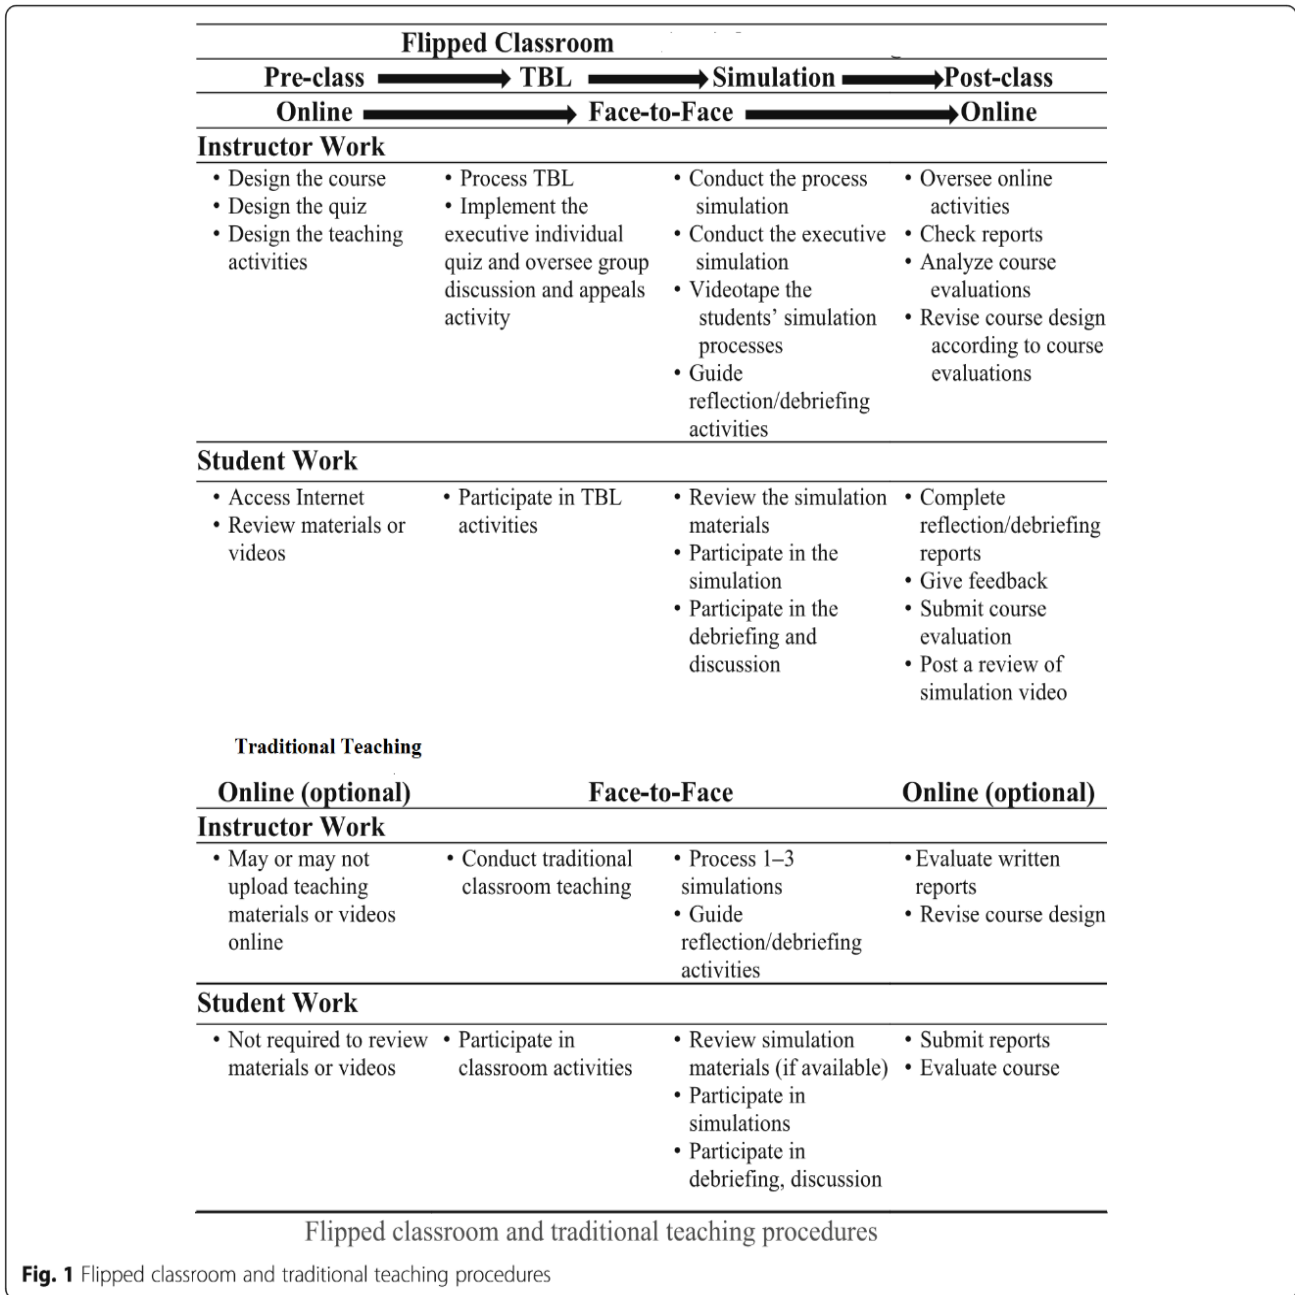 Flipped Classroom
Pre-class TBL Simulation Post-class
Online Face-to-Face Online
Instructor Work
• Design the course
• Design the quiz
• Design the teaching
activities
• Process TBL
• Implement the
executive individual
quiz and oversee group
discussion and appeals
activity
• Conduct the process
simulation
• Conduct the executive
simulation
• Videotape the
students’ simulation
processes
• Guide
reflection/debriefing
activities
• Oversee online
activities
• Check reports
• Analyze course
evaluations
• Revise course design
according to course
evaluations
Student Work
• Access Internet
• Review materials or
videos
• Participate in TBL
activities
• Review the simulation
materials
• Participate in the
simulation
• Participate in the
debriefing and
discussion
• Complete
reflection/debriefing
reports
• Give feedback
• Submit course
evaluation
• Post a review of
simulation video
Traditional Teaching
Online (optional) Face-to-Face Online (optional)
Instructor Work
• May or may not
upload teaching
materials or videos
online
• Conduct traditional
classroom teaching
• Process 1–3
simulations
• Guide
reflection/debriefing
activities
• Evaluate written
reports
• Revise course design
Student Work
• Not required to review
materials or videos
• Participate in
classroom activities
• Review simulation
materials (if available)
• Participate in
simulations
• Participate in
debriefing, discussion
• Submit reports
• Evaluate course
Flipped classroom and traditional teaching procedures
Fig. 1 Flipped classroom and traditional teaching procedures